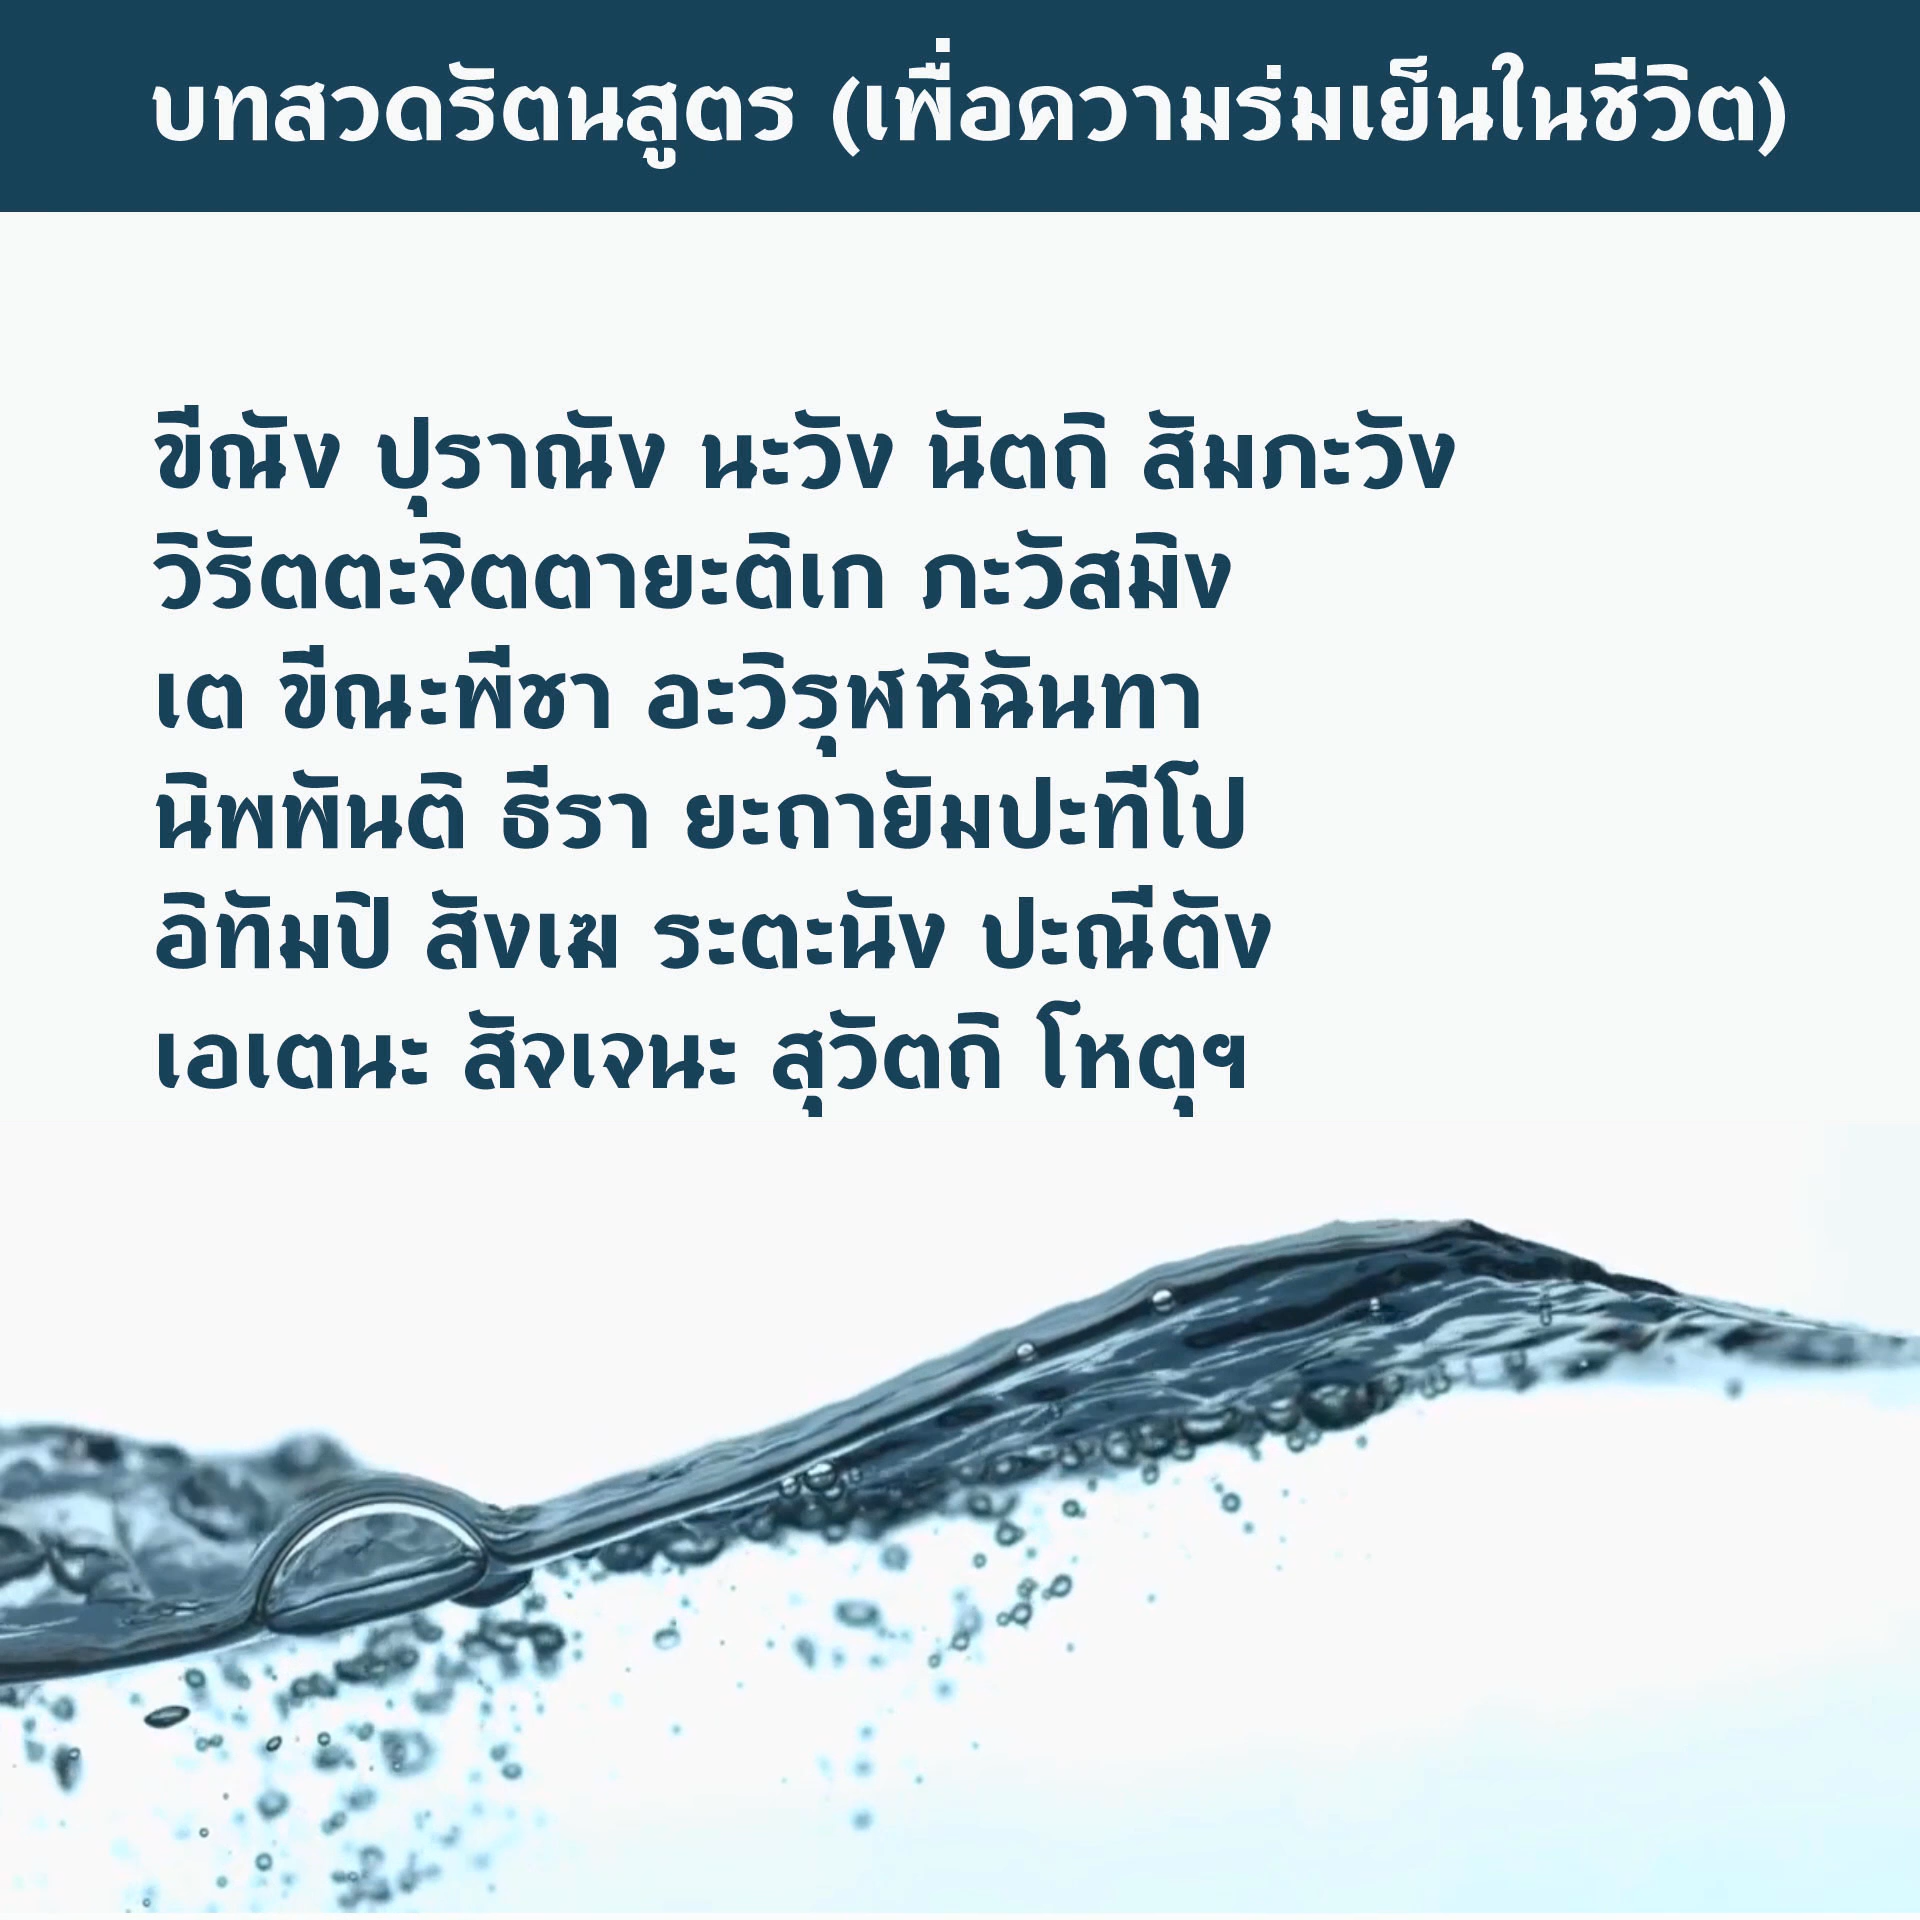 บทสวดรัตนสูตร (เพื่อความร่มเย็นในชีวิต)
ขีณัง ปุราณัง นะวัง นัตถิ สัมภะวัง
วิรัตตะจิตตายะติเก ภะวัสมิง
เต ขีณะพีชา อะวิรุฬหิฉันทา
นิพพันติ ธีรา ยะถายัมปะทีโป
อิทัมปิ สังเฆ ระตะนัง ปะณีตัง
เอเตนะ สัจเจนะ สุวัตถิ โหตุฯ